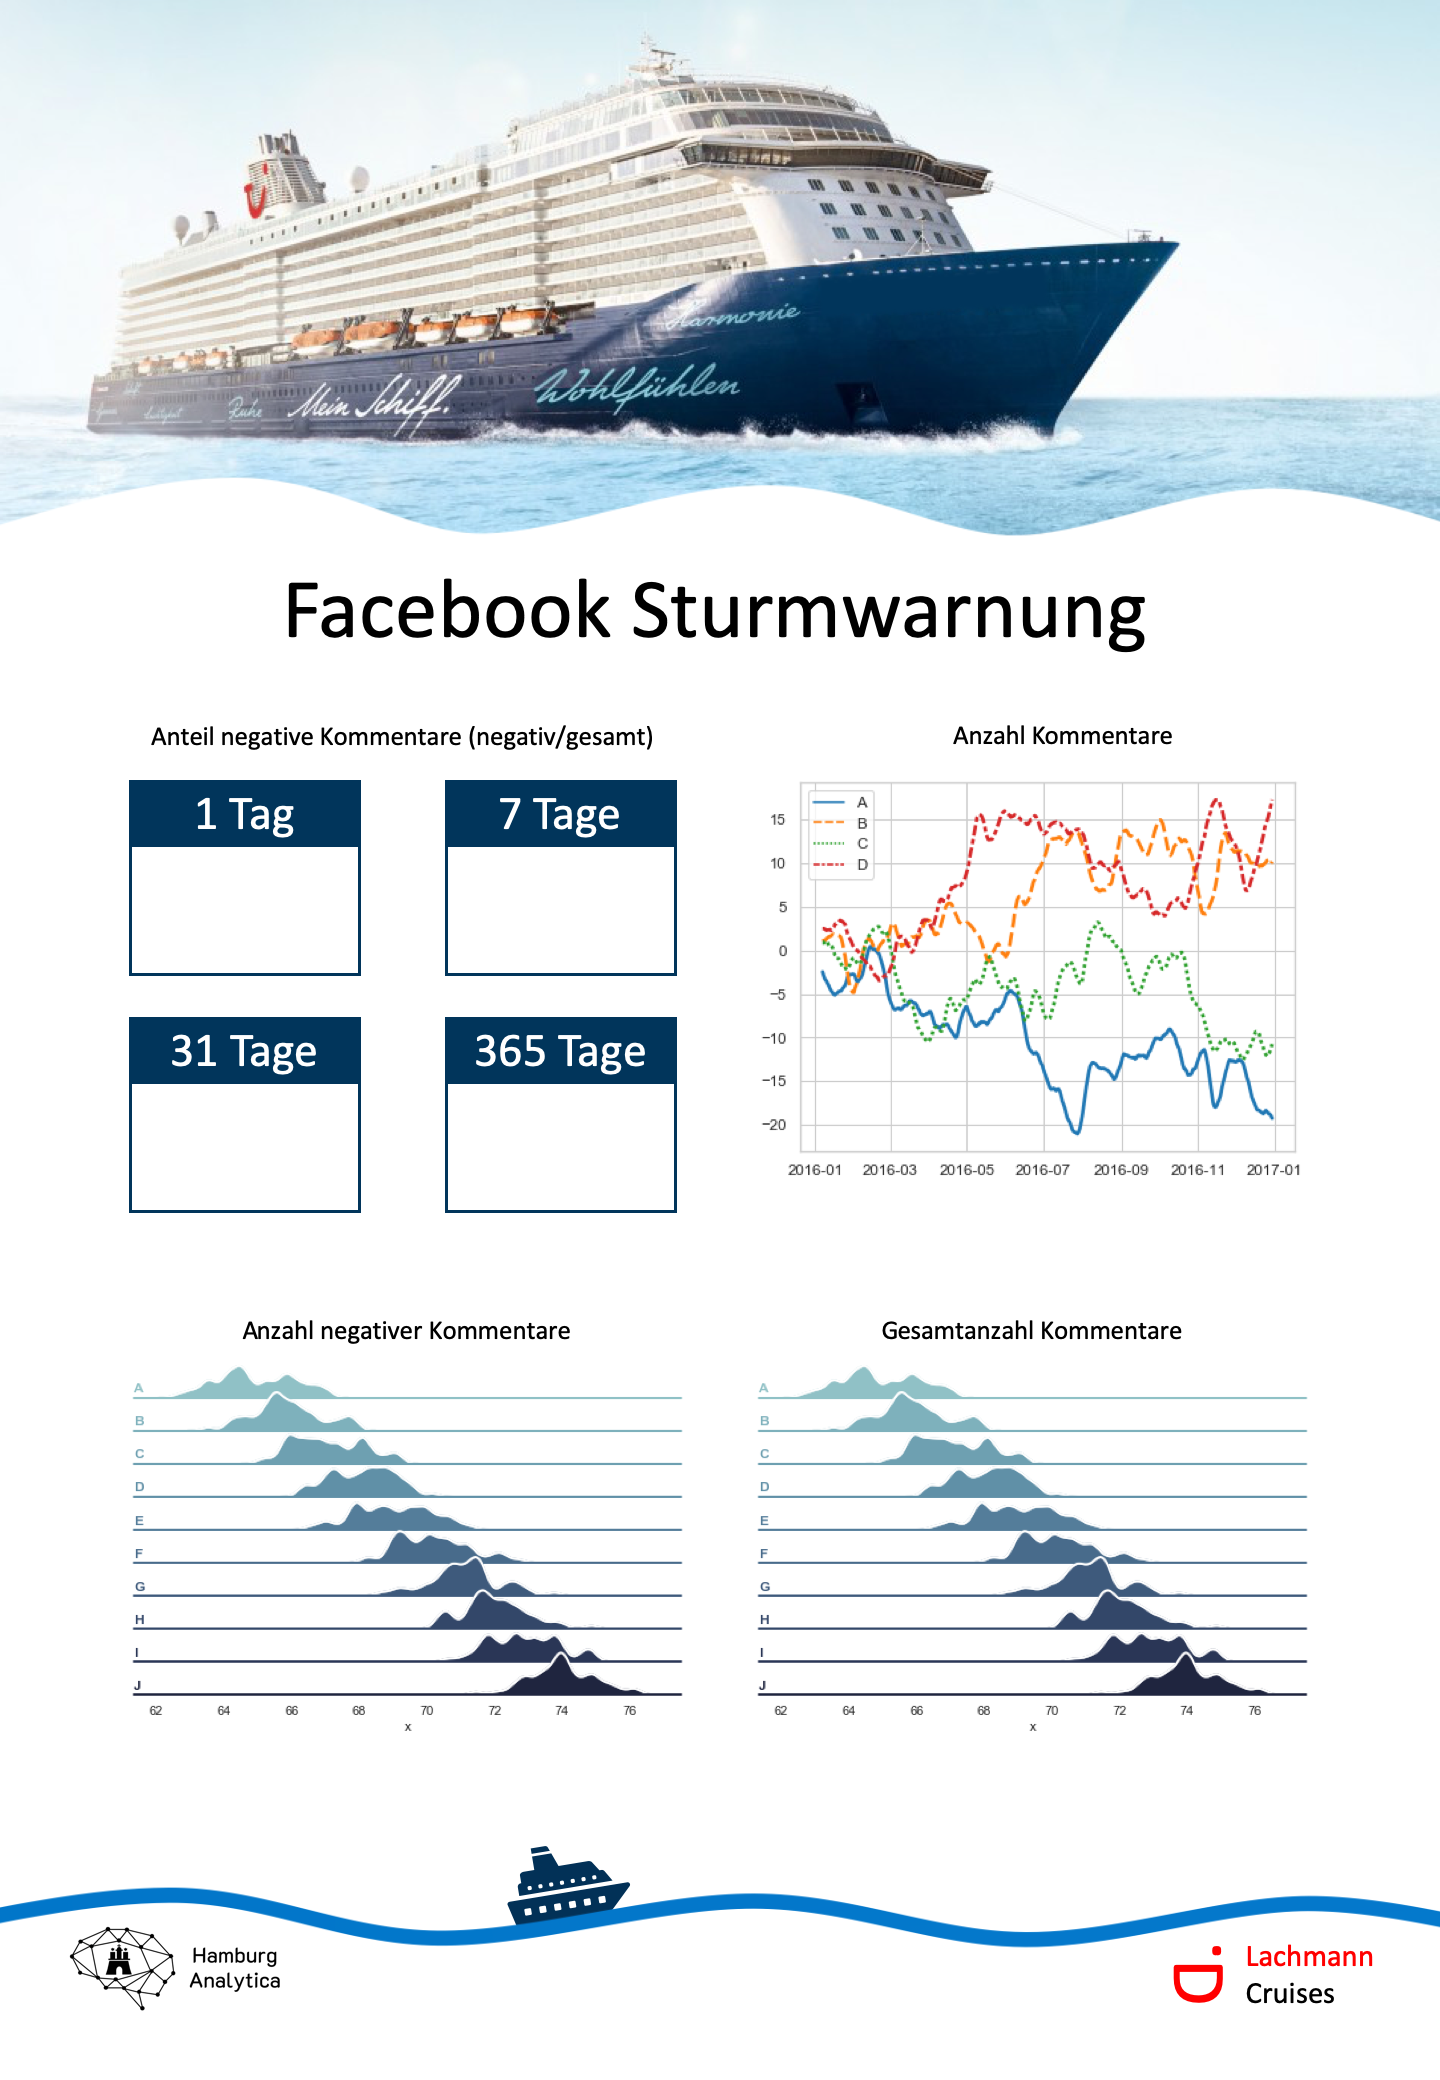 Harmonie
Ruhe
Mein Schiff.
Wohlfühlen
Facebook Sturmwarnung
Anteil negative Kommentare (negativ/gesamt)
1 Tag
7 Tage
31 Tage
365 Tage
Anzahl Kommentare
A
B
C
D
15
10
5
0
−5
−10
−15
−20
2016-01 2016-03 2016-05 2016-07 2016-09 2016-11 2017-01
Anzahl negativer Kommentare
A
B
C
D
E
F
G
H
I
J
62 64 66 68 70 72 74 76
x
Gesamtanzahl Kommentare
A
B
C
D
E
F
G
H
I
J
62 64 66 68 70 72 74 76
x
Hamburg
Analytica
Lachmann
Cruises